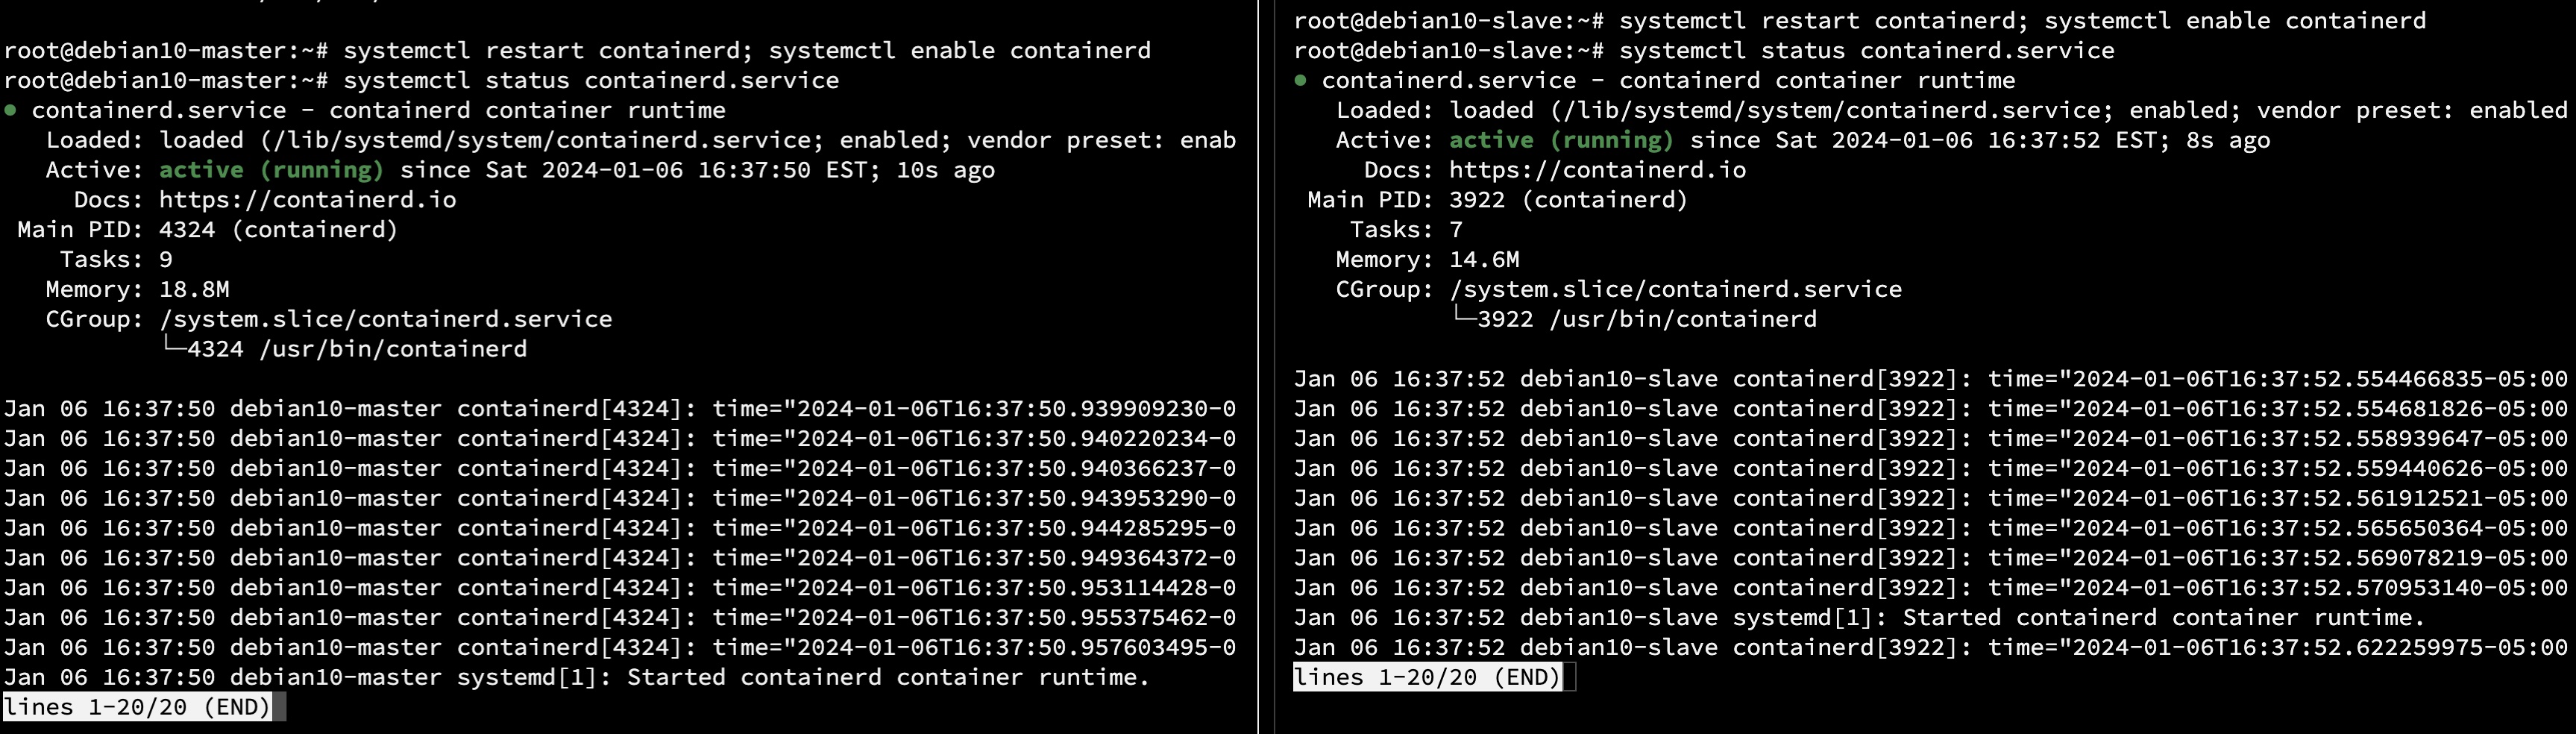 root@debian10-master:~# systemctl restart containerd; systemctl enable containerd
root@debian10-master:~# systemctl status containerd.service
● containerd.service - containerd container runtime
   Loaded: loaded (/lib/systemd/system/containerd.service; enabled; vendor preset: enab
   Active: active (running) since Sat 2024-01-06 16:37:50 EST; 10s ago
     Docs: https://containerd.io
 Main PID: 4324 (containerd)
    Tasks: 9
   Memory: 18.8M
   CGroup: /system.slice/containerd.service
           └─4324 /usr/bin/containerd
Jan 06 16:37:50 debian10-master containerd[4324]: time="2024-01-06T16:37:50.939909230-0
Jan 06 16:37:50 debian10-master containerd[4324]: time="2024-01-06T16:37:50.940220234-0
Jan 06 16:37:50 debian10-master containerd[4324]: time="2024-01-06T16:37:50.940366237-0
Jan 06 16:37:50 debian10-master containerd[4324]: time="2024-01-06T16:37:50.943953290-0
Jan 06 16:37:50 debian10-master containerd[4324]: time="2024-01-06T16:37:50.944285295-0
Jan 06 16:37:50 debian10-master containerd[4324]: time="2024-01-06T16:37:50.949364372-0
Jan 06 16:37:50 debian10-master containerd[4324]: time="2024-01-06T16:37:50.953114428-0
Jan 06 16:37:50 debian10-master containerd[4324]: time="2024-01-06T16:37:50.955375462-0
Jan 06 16:37:50 debian10-master containerd[4324]: time="2024-01-06T16:37:50.957603495-0
Jan 06 16:37:50 debian10-master systemd[1]: Started containerd container runtime.
lines 1-20/20 (END)
root@debian10-slave:~# systemctl restart containerd; systemctl enable containerd
root@debian10-slave:~# systemctl status containerd.service
● containerd.service - containerd container runtime
   Loaded: loaded (/lib/systemd/system/containerd.service; enabled; vendor preset: enabled
   Active: active (running) since Sat 2024-01-06 16:37:52 EST; 8s ago
     Docs: https://containerd.io
 Main PID: 3922 (containerd)
    Tasks: 7
   Memory: 14.6M
   CGroup: /system.slice/containerd.service
           └─3922 /usr/bin/containerd
Jan 06 16:37:52 debian10-slave containerd[3922]: time="2024-01-06T16:37:52.554466835-05:00
Jan 06 16:37:52 debian10-slave containerd[3922]: time="2024-01-06T16:37:52.554681826-05:00
Jan 06 16:37:52 debian10-slave containerd[3922]: time="2024-01-06T16:37:52.558939647-05:00
Jan 06 16:37:52 debian10-slave containerd[3922]: time="2024-01-06T16:37:52.559440626-05:00
Jan 06 16:37:52 debian10-slave containerd[3922]: time="2024-01-06T16:37:52.561912521-05:00
Jan 06 16:37:52 debian10-slave containerd[3922]: time="2024-01-06T16:37:52.565650364-05:00
Jan 06 16:37:52 debian10-slave containerd[3922]: time="2024-01-06T16:37:52.569078219-05:00
Jan 06 16:37:52 debian10-slave containerd[3922]: time="2024-01-06T16:37:52.570953140-05:00
Jan 06 16:37:52 debian10-slave systemd[1]: Started containerd container runtime.
Jan 06 16:37:52 debian10-slave containerd[3922]: time="2024-01-06T16:37:52.622259975-05:00
lines 1-20/20 (END)